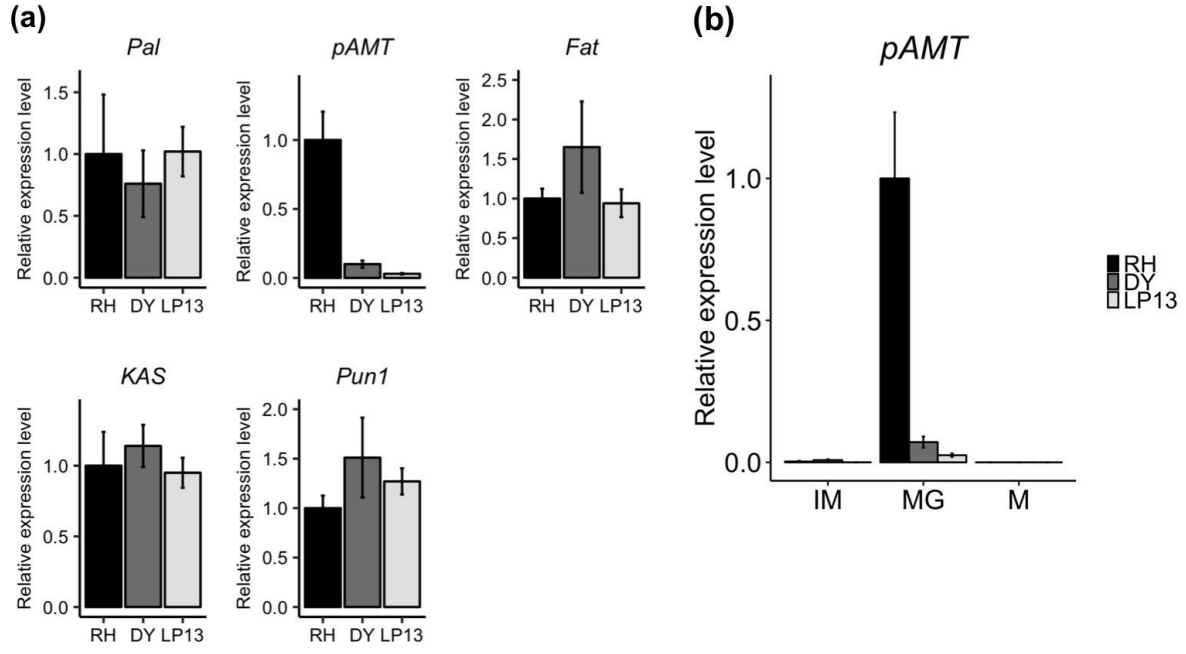 (a)
Pal
Relative expression level
1.5
1.0
0.5
0.0
RH DY LP13
pAMT
Relative expression level
1.0
0.5
0.0
RH DY LP13
Fat
Relative expression level
2.5
2.0
1.5
1.0
0.5
0.0
RH DY LP13
KAS
Relative expression level
1.0
0.5
0.0
RH DY LP13
Pun1
Relative expression level
2.0
1.5
1.0
0.5
0.0
RH DY LP13
(b)
pAMT
Relative expression level
1.0
0.5
0.0
IM MG M
RH
DY
LP13